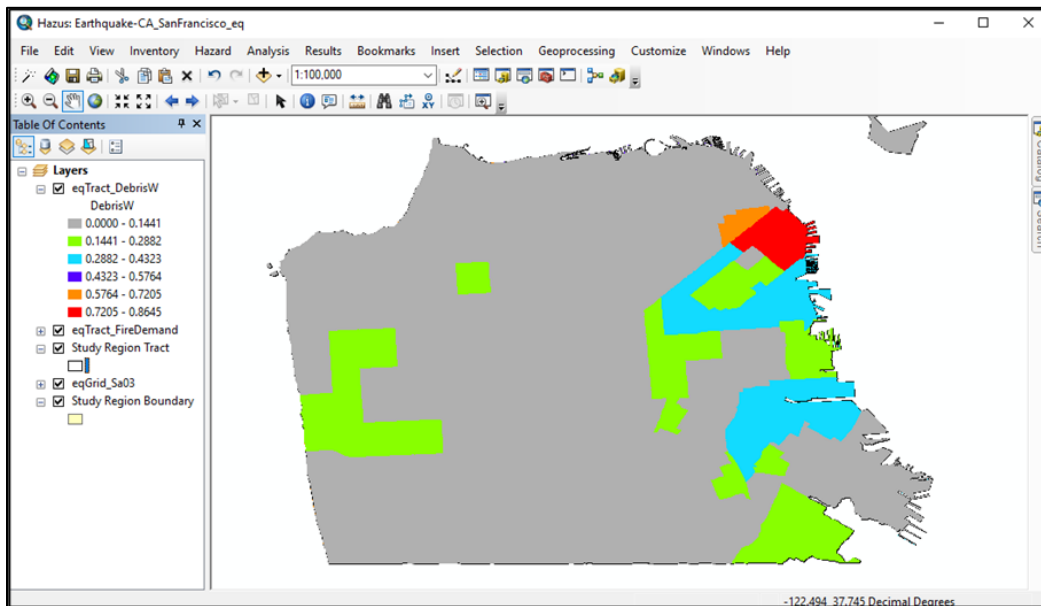 Hazus: Earthquake-CA_SanFrancisco_eq
File Edit View Inventory Hazard Analysis Results Bookmarks Insert Selection Geoprocessing Customize Windows Help
1:100,000
Table Of Contents
Layers
eqTract_DebrisW
DebrisW
0.0000 - 0.1441
0.1441 - 0.2882
0.2882 - 0.4323
0.4323 - 0.5764
0.5764 - 0.7205
0.7205 - 0.8645
eqTract_FireDemand
Study Region Tract
eqGrid_Sa03
Study Region Boundary
Catalog
Search
-122.494 37.745 Decimal Degrees